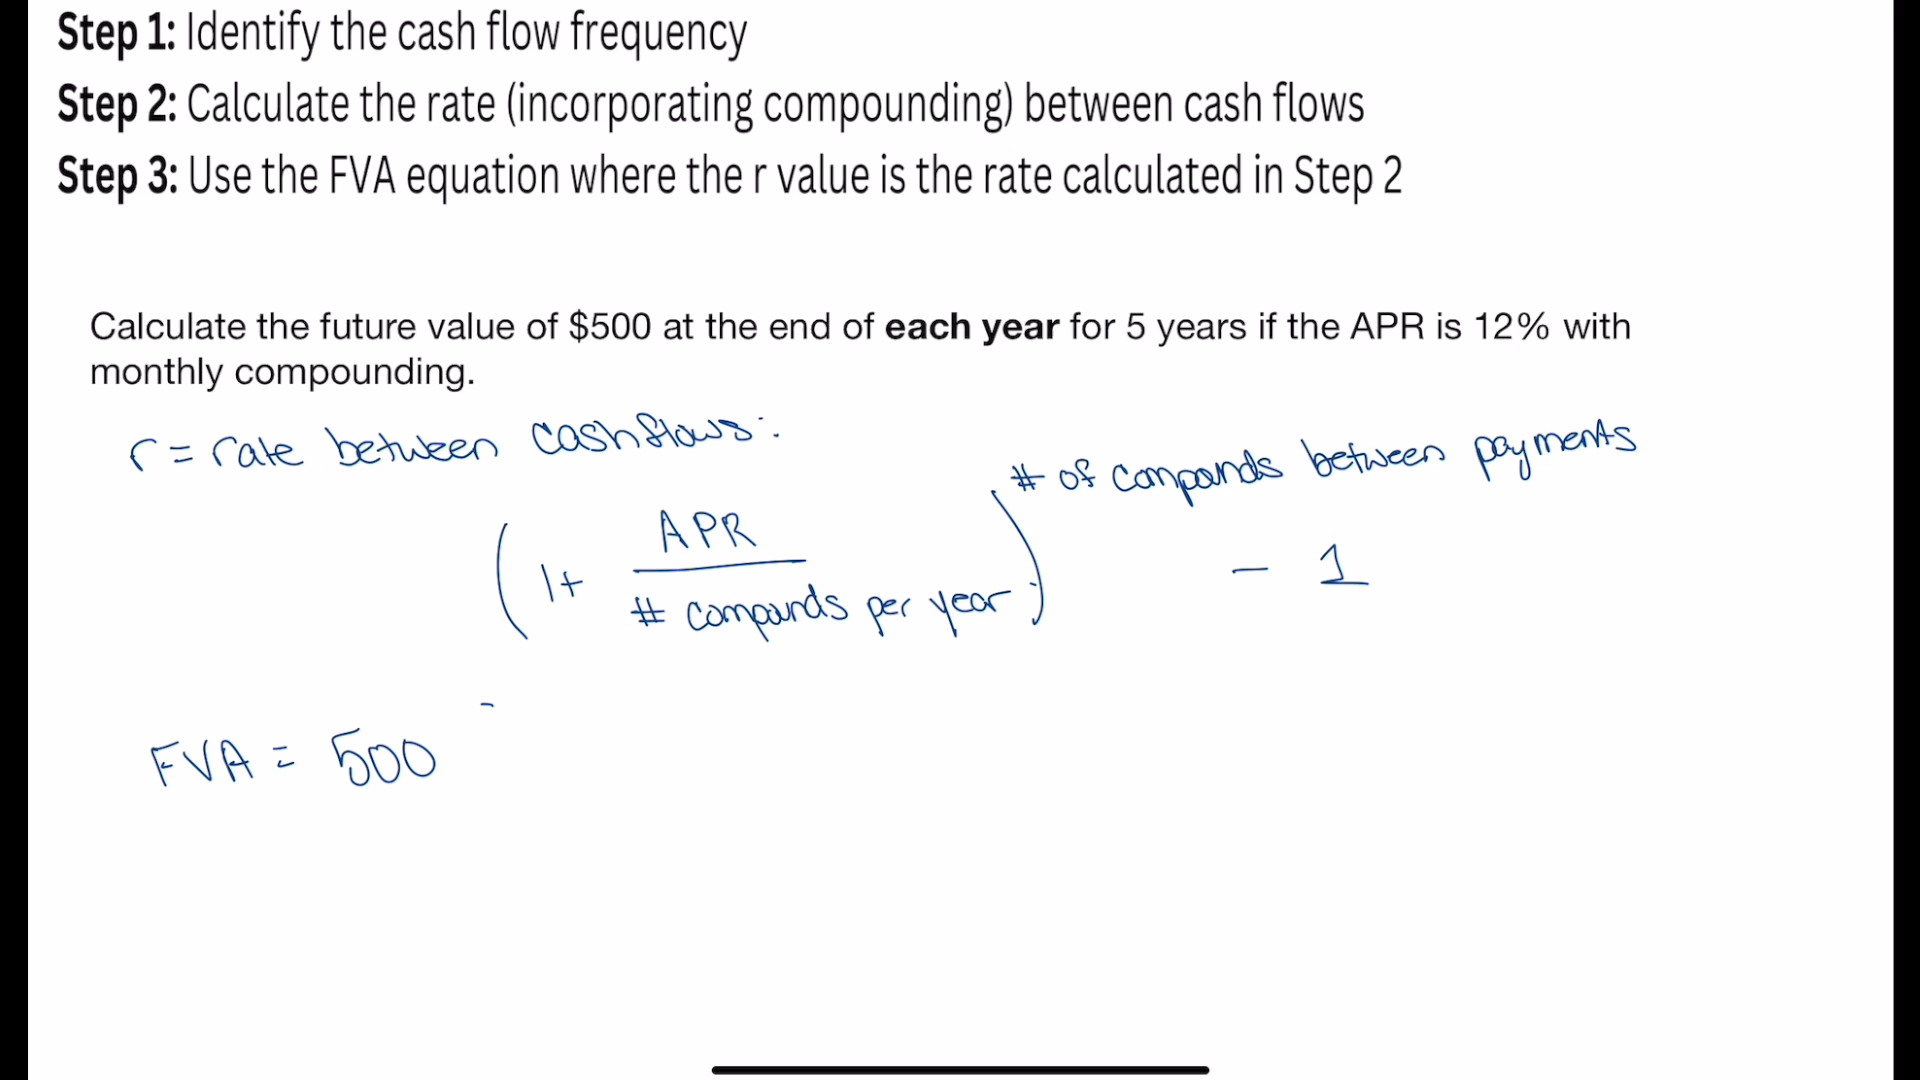 Step 1: Identify the cash flow frequency
Step 2: Calculate the rate (incorporating compounding) between cash flows
Step 3: Use the FVA equation where the r value is the rate calculated in Step 2
Calculate the future value of $500 at the end of each year for 5 years if the APR is 12% with
monthly compounding.
r = rate between cashflows:
# of compounds between payments
(1+ APR / # compounds per year) - 1
FVA = 500